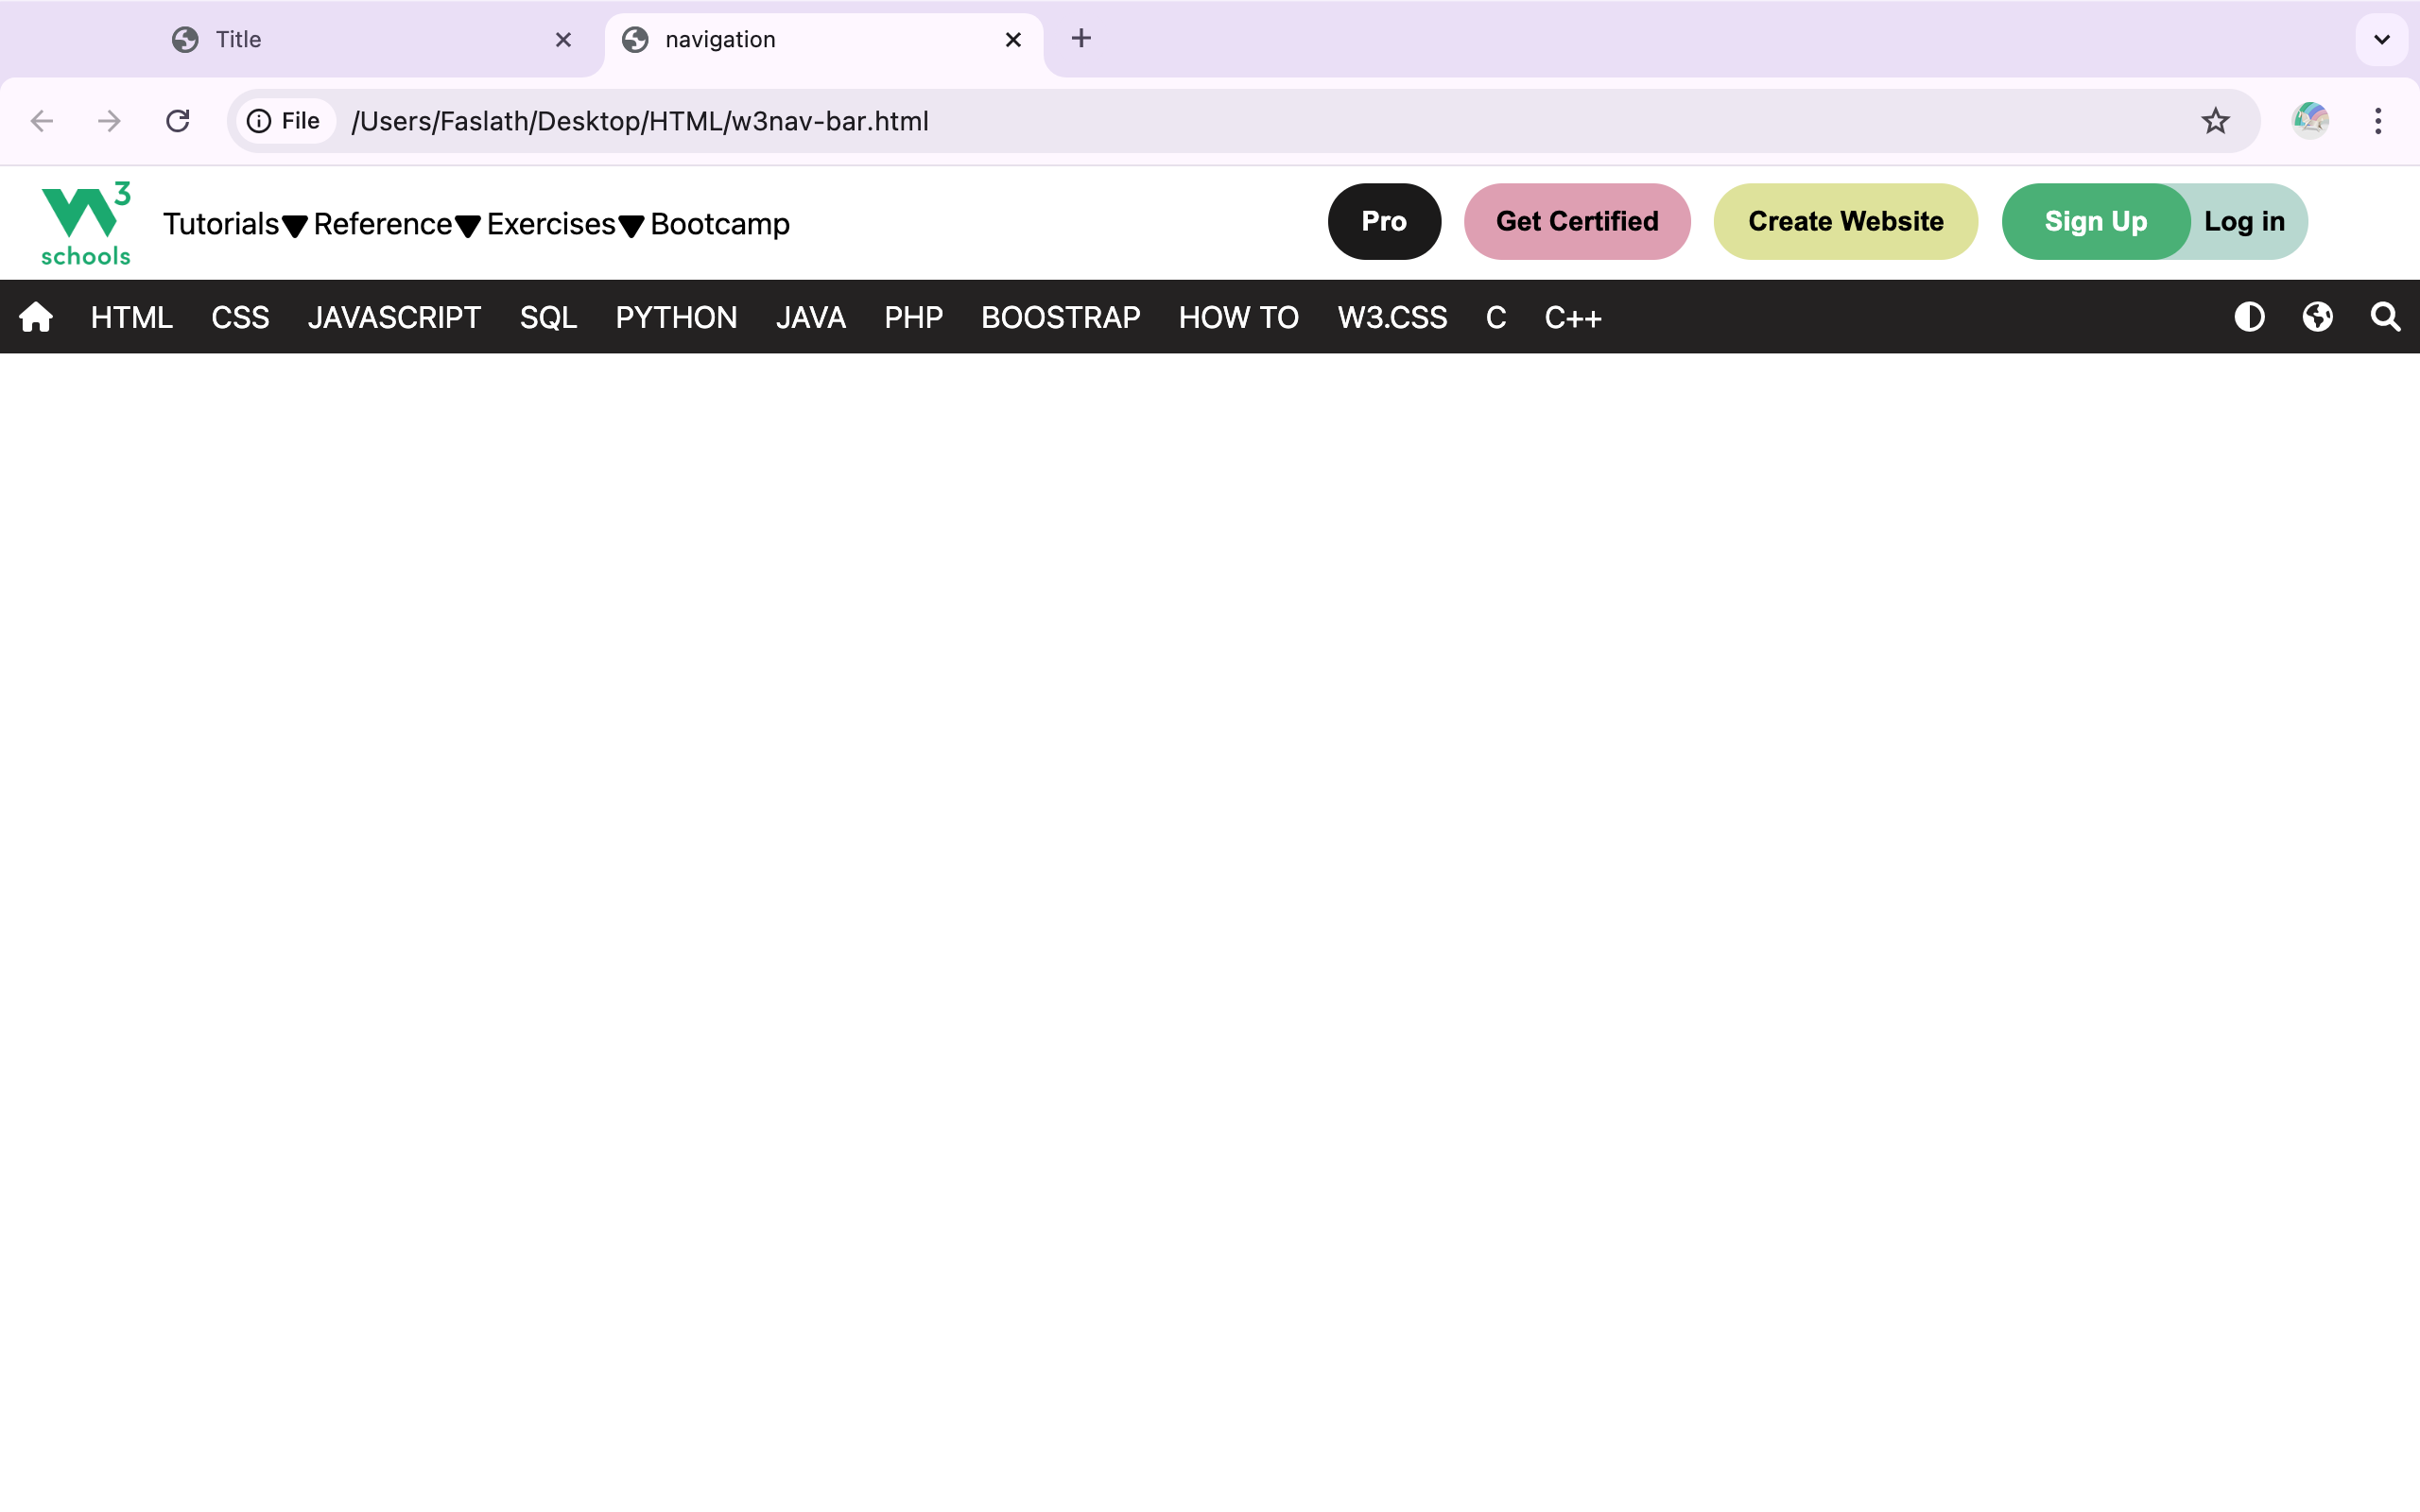 Title navigation
File /Users/Faslath/Desktop/HTML/w3nav-bar.html
W3 schools Tutorials Reference Exercises Bootcamp Pro Get Certified Create Website Sign Up Log in
HTML CSS JAVASCRIPT SQL PYTHON JAVA PHP BOOSTRAP HOW TO W3.CSS C C++